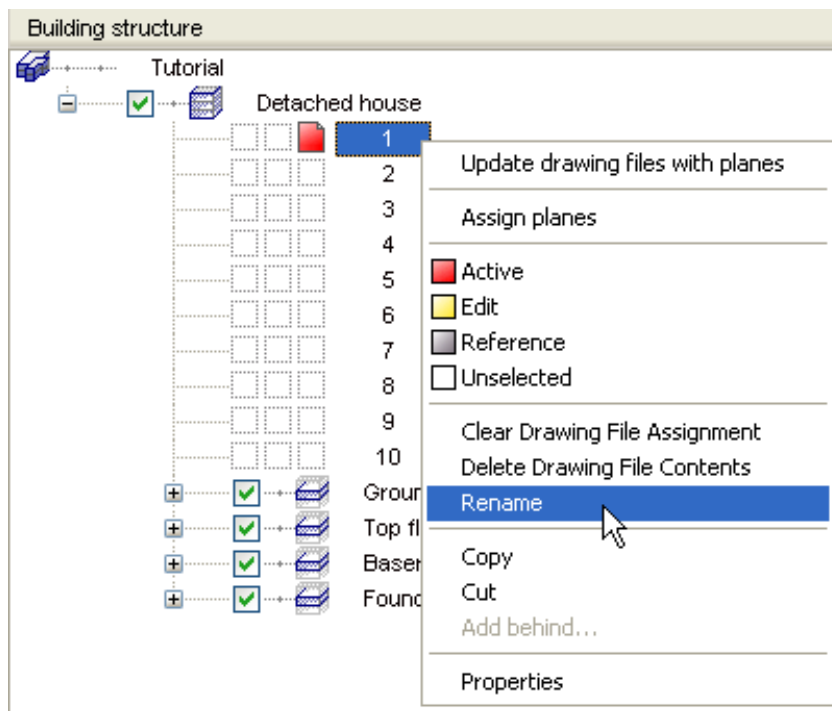 Building structure
Tutorial
Detached house
1
2
3
4
5
6
7
8
9
10
Groun
Top fl
Basem
Found
Update drawing files with planes
Assign planes
Active
Edit
Reference
Unselected
Clear Drawing File Assignment
Delete Drawing File Contents
Rename
Copy
Cut
Add behind...
Properties